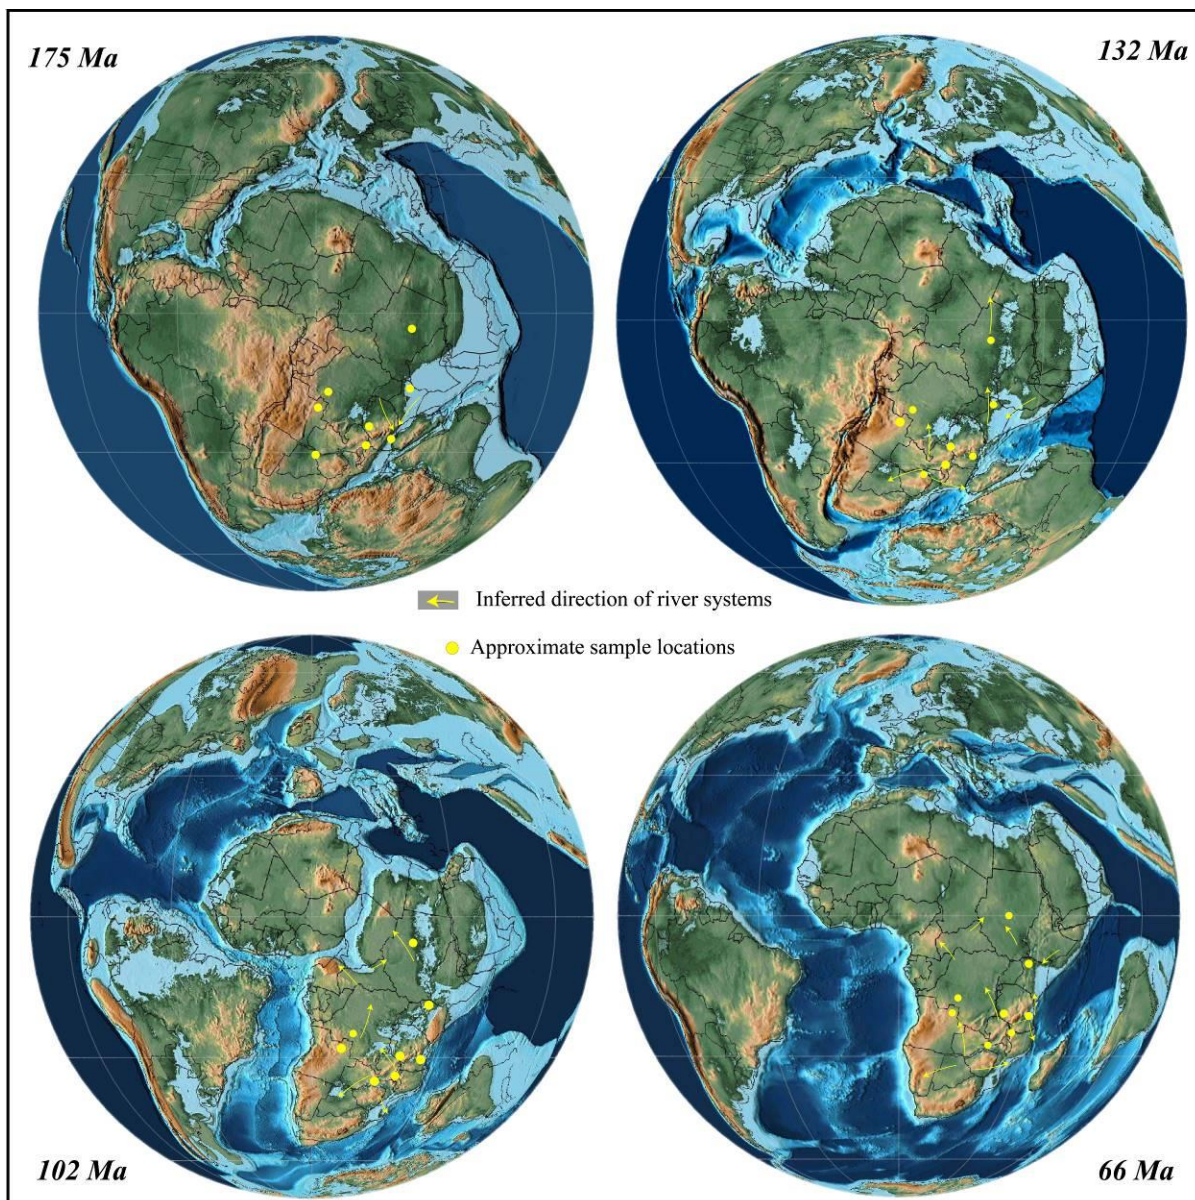 175 Ma
132 Ma
Inferred direction of river systems
Approximate sample locations
102 Ma
66 Ma